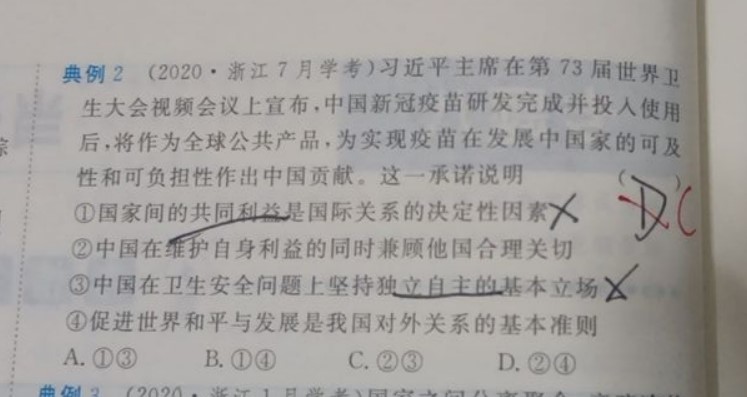 典例2 (2020·浙江7月学考)习近平主席在第73届世界卫
生大会视频会议上宣布,中国新冠疫苗研发完成并投入使用
后,将作为全球公共产品,为实现疫苗在发展中国家的可及
性和可负担性作出中国贡献。这一承诺说明 ( D ) C
①国家间的共同利益是国际关系的决定性因素 ×
②中国在维护自身利益的同时兼顾他国合理关切
③中国在卫生安全问题上坚持独立自主的基本立场 ×
④促进世界和平与发展是我国对外关系的基本准则
A. ①③ B. ①④ C. ②③ D. ②④
典例3 (2020·浙江1月学考)国家之间